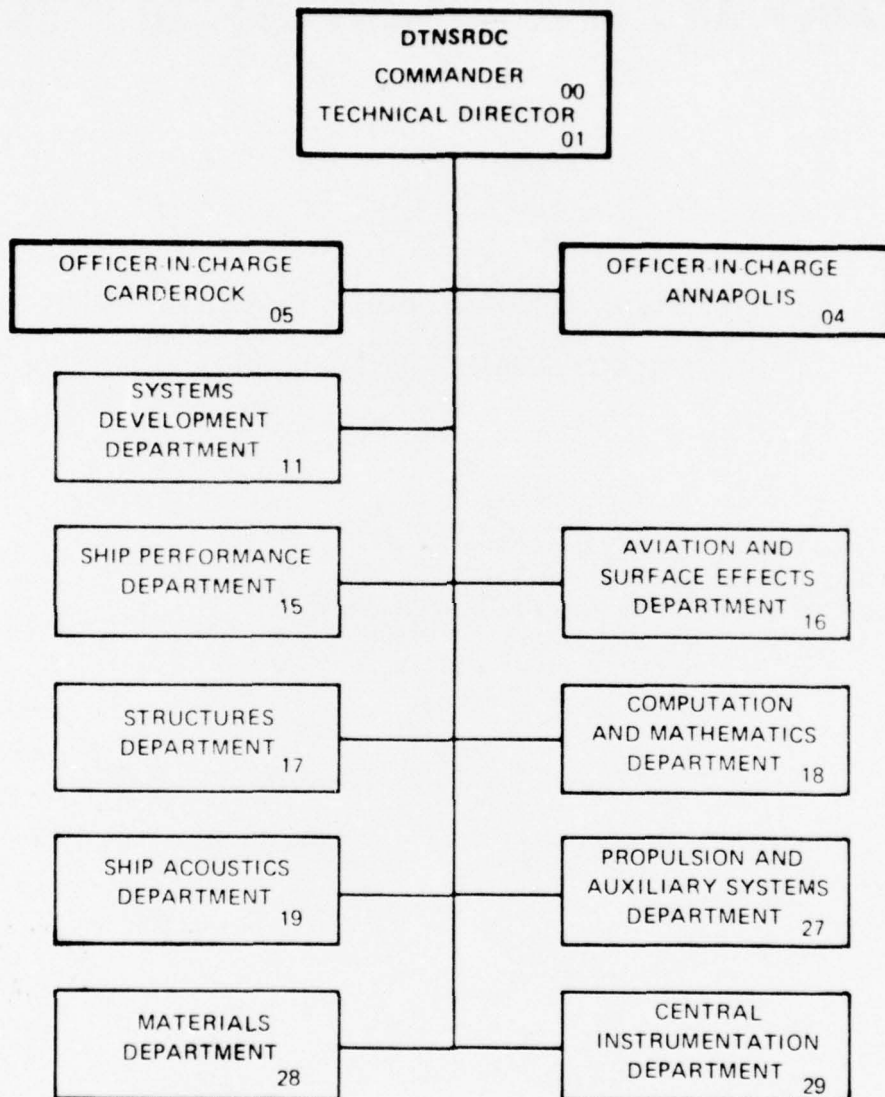 DTNSRDC
COMMANDER
00
TECHNICAL DIRECTOR
01
OFFICER-IN-CHARGE
CARDEROCK
05
OFFICER-IN-CHARGE
ANNAPOLIS
04
SYSTEMS
DEVELOPMENT
DEPARTMENT
11
SHIP PERFORMANCE
DEPARTMENT
15
AVIATION AND
SURFACE EFFECTS
DEPARTMENT
16
STRUCTURES
DEPARTMENT
17
COMPUTATION
AND MATHEMATICS
DEPARTMENT
18
SHIP ACOUSTICS
DEPARTMENT
19
PROPULSION AND
AUXILIARY SYSTEMS
DEPARTMENT
27
MATERIALS
DEPARTMENT
28
CENTRAL
INSTRUMENTATION
DEPARTMENT
29